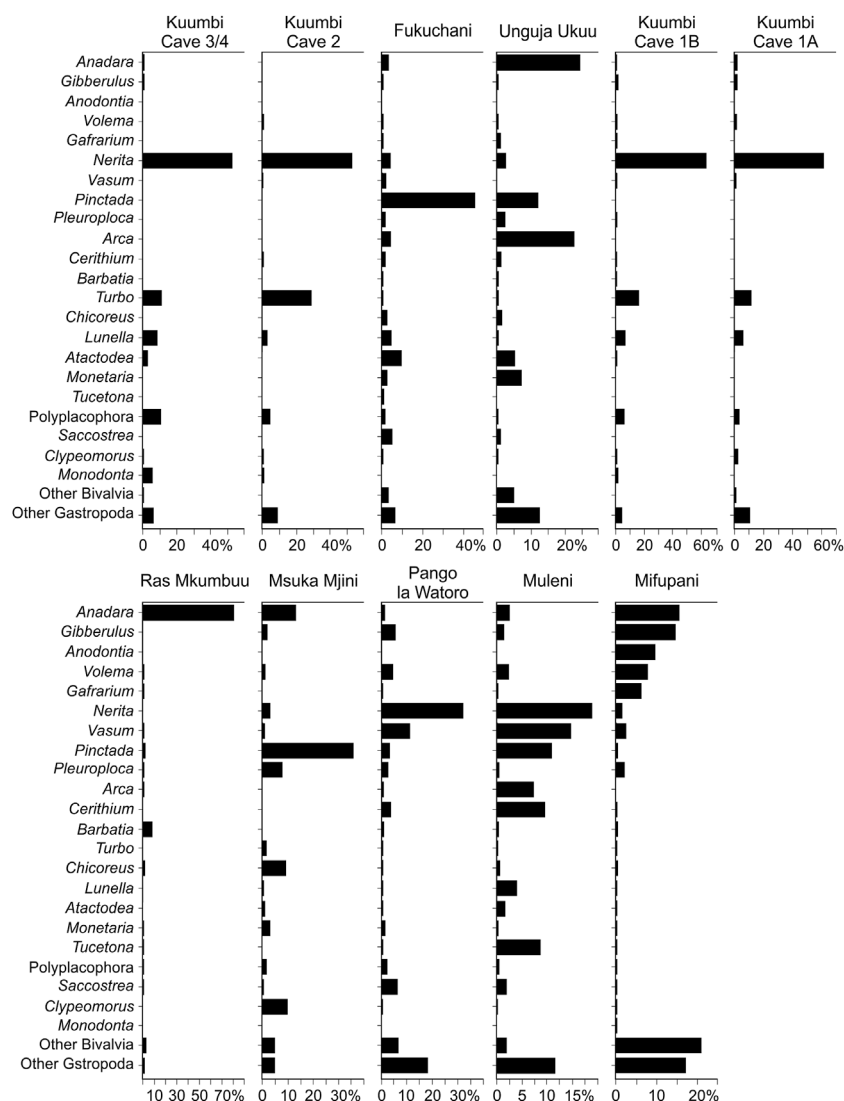 Kuumbi Cave 3/4
Kuumbi Cave 2
Fukuchani
Unguja Ukuu
Kuumbi Cave 1B
Kuumbi Cave 1A
Anadara
Gibberulus
Anodontia
Volema
Gafrarium
Nerita
Vasum
Pinctada
Pleuroploca
Arca
Cerithium
Barbatia
Turbo
Chicoreus
Lunella
Atactodea
Monetaria
Tucetona
Polyplacophora
Saccostrea
Clypeomorus
Monodonta
Other Bivalvia
Other Gastropoda
0 20 40%
0 20 40%
0 20 40%
0 20%
0 20 40 60%
0 20 40 60%
Ras Mkumbuu
Msuka Mjini
Pango la Watoro
Muleni
Mifupani
Anadara
Gibberulus
Anodontia
Volema
Gafrarium
Nerita
Vasum
Pinctada
Pleuroploca
Arca
Cerithium
Barbatia
Turbo
Chicoreus
Lunella
Atactodea
Monetaria
Tucetona
Polyplacophora
Saccostrea
Clypeomorus
Monodonta
Other Bivalvia
Other Gstropoda
10 30 50 70%
0 10 20 30%
0 10 20 30%
0 5 10 15%
0 10 20%